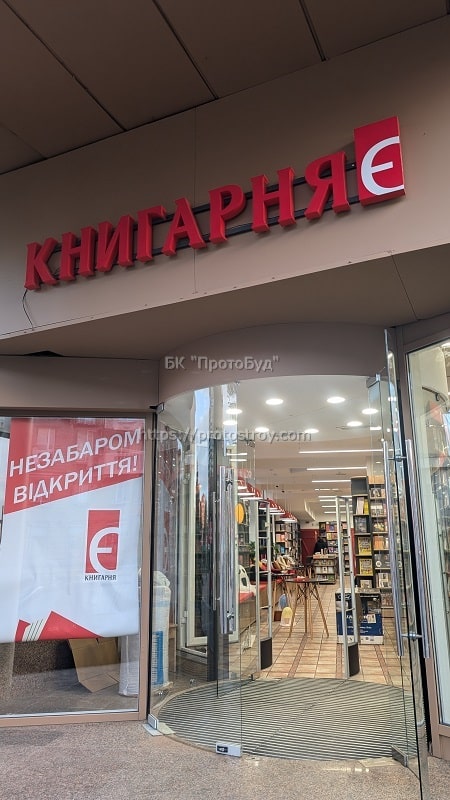 КНИГАРНЯ Є
БК "ПротоБуд"
https://protostroy.com
НЕЗАБАРОМ
ВІДКРИТТЯ!
Є
КНИГАРНЯ